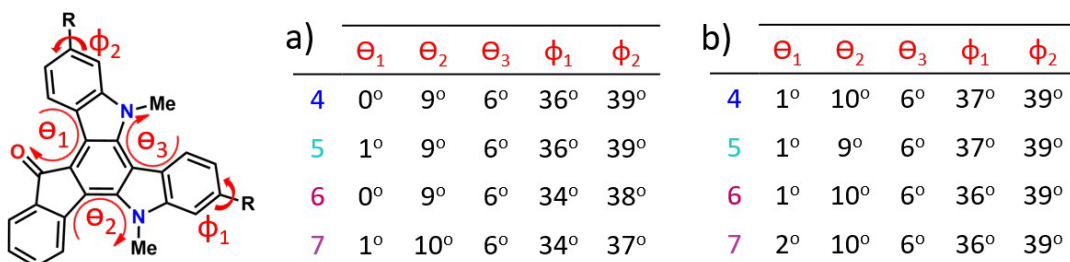 R
ϕ₂
N
Me
O
Θ₁
Θ₃
Θ₂
N
R
Me
ϕ₁
a)
Θ₁ Θ₂ Θ₃ ϕ₁ ϕ₂
4 0° 9° 6° 36° 39°
5 1° 9° 6° 36° 39°
6 0° 9° 6° 34° 38°
7 1° 10° 6° 34° 37°
b)
Θ₁ Θ₂ Θ₃ ϕ₁ ϕ₂
4 1° 10° 6° 37° 39°
5 1° 9° 6° 37° 39°
6 1° 10° 6° 36° 39°
7 2° 10° 6° 36° 39°